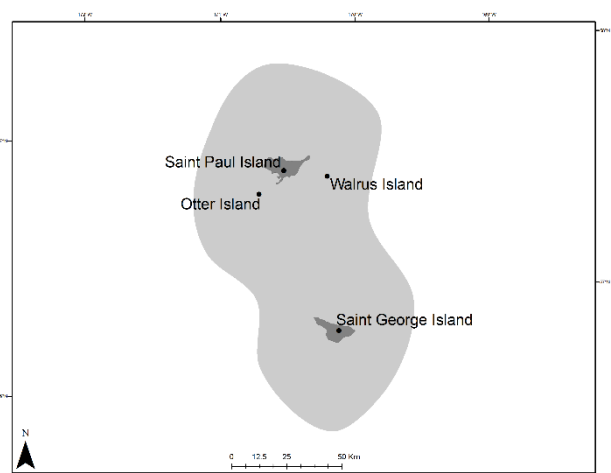 Saint Paul Island
Walrus Island
Otter Island
Saint George Island
N
0 12.5 25 50 Km